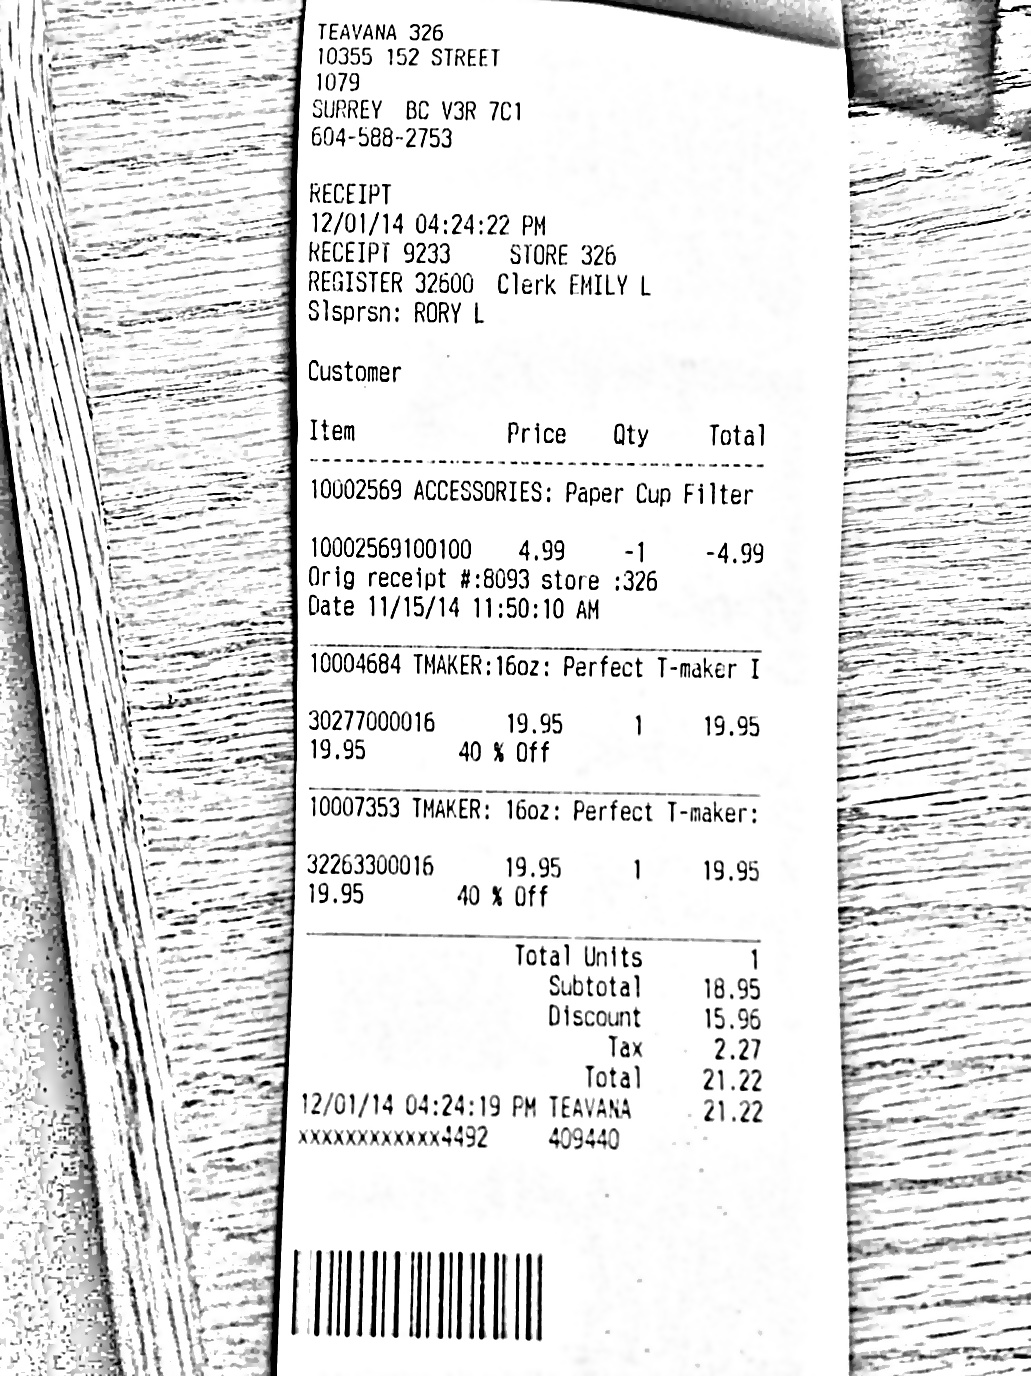 TEAVANA 326
10355 152 STREET
1079
SURREY BC V3R 7C1
604-588-2753
RECEIPT
12/01/14 04:24:22 PM
RECEIPT 9233 STORE 326
REGISTER 32600 Clerk EMILY L
Slsprsn: RORY L
Customer
Item Price Qty Total
10002569 ACCESSORIES: Paper Cup Filter
10002569100100 4.99 -1 -4.99
Orig receipt #:8093 store :326
Date 11/15/14 11:50:10 AM
10004684 TMAKER:16oz: Perfect T-maker I
30277000016 19.95 1 19.95
19.95 40 % Off
10007353 TMAKER: 16oz: Perfect T-maker:
32263300016 19.95 1 19.95
19.95 40 % Off
Total Units 1
Subtotal 18.95
Discount 15.96
Tax 2.27
Total 21.22
12/01/14 04:24:19 PM TEAVANA 21.22
xxxxxxxxxxxx4492 409440